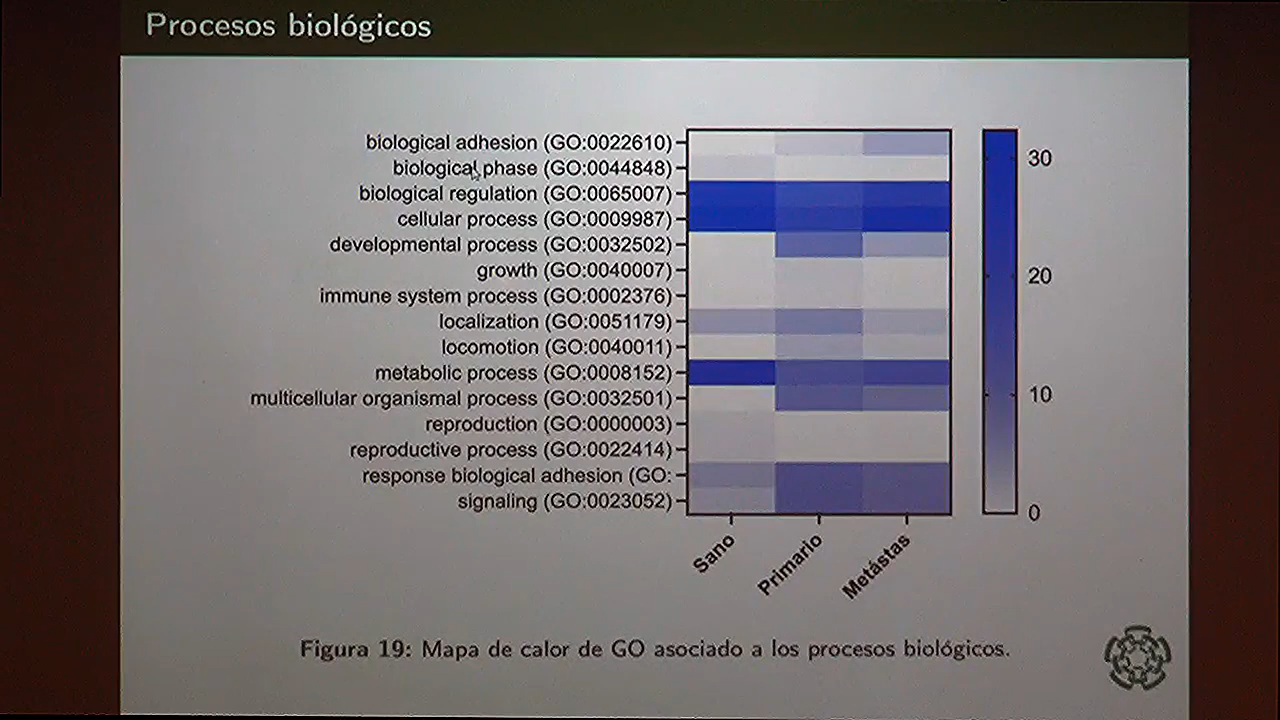 Procesos biológicos
biological adhesion (GO:0022610)
biological phase (GO:0044848)
biological regulation (GO:0065007)
cellular process (GO:0009987)
developmental process (GO:0032502)
growth (GO:0040007)
immune system process (GO:0002376)
localization (GO:0051179)
locomotion (GO:0040011)
metabolic process (GO:0008152)
multicellular organismal process (GO:0032501)
reproduction (GO:0000003)
reproductive process (GO:0022414)
response biological adhesion (GO:
signaling (GO:0023052)
30
20
10
0
Sano
Primario
Metástas
Figura 19: Mapa de calor de GO asociado a los procesos biológicos.